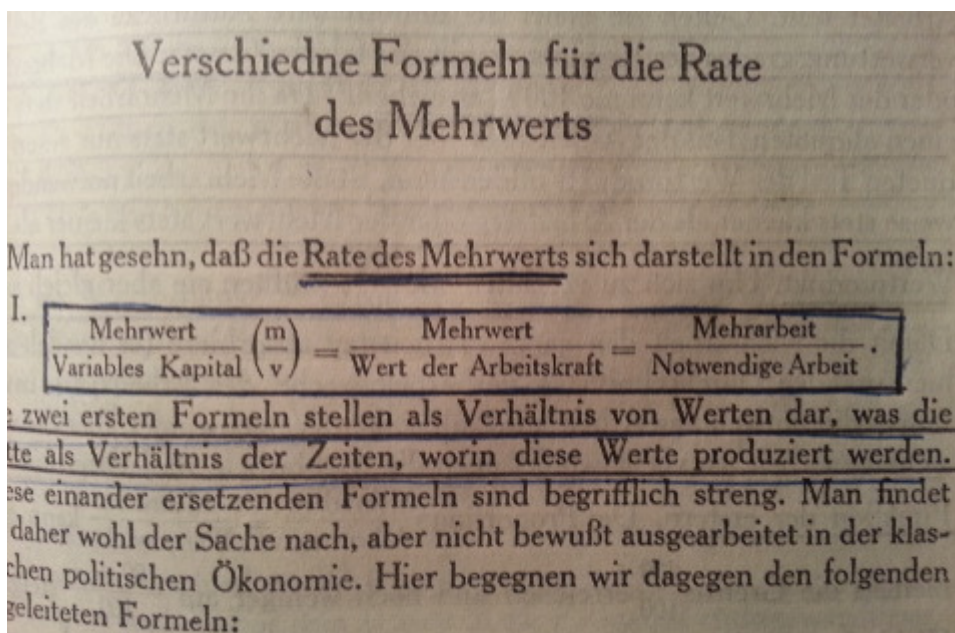 Verschiedne Formeln für die Rate
des Mehrwerts
Man hat gesehn, daß die Rate des Mehrwerts sich darstellt in den Formeln:
I. Mehrwert / Variables Kapital (m/v) = Mehrwert / Wert der Arbeitskraft = Mehrarbeit / Notwendige Arbeit .
zwei ersten Formeln stellen als Verhältnis von Werten dar, was die
tte als Verhältnis der Zeiten, worin diese Werte produziert werden.
ese einander ersetzenden Formeln sind begrifflich streng. Man findet
daher wohl der Sache nach, aber nicht bewußt ausgearbeitet in der klas-
chen politischen Ökonomie. Hier begegnen wir dagegen den folgenden
geleiteten Formeln: